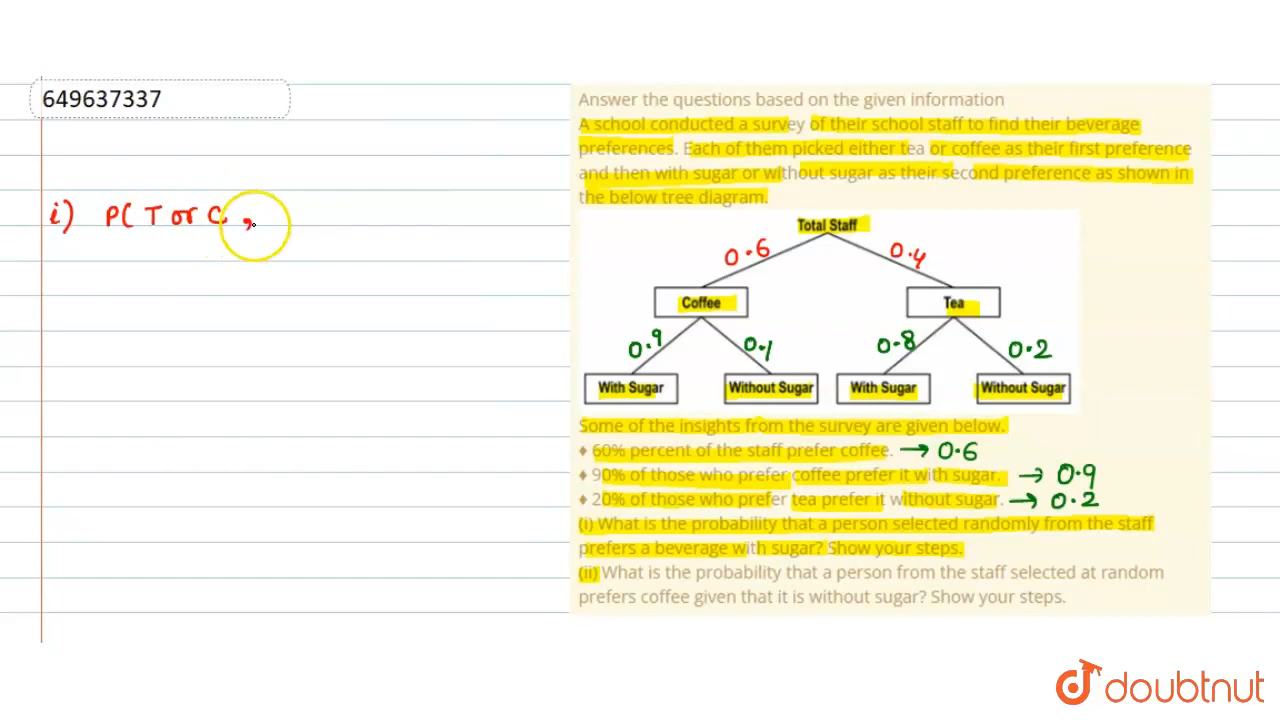 649637337
i) P( T or C ,
Answer the questions based on the given information
A school conducted a survey of their school staff to find their beverage
preferences. Each of them picked either tea or coffee as their first preference
and then with sugar or without sugar as their second preference as shown in
the below tree diagram.
Total Staff
0.6 0.4
Coffee Tea
0.9 0.1 0.8 0.2
With Sugar Without Sugar With Sugar Without Sugar
Some of the insights from the survey are given below.
♦ 60% percent of the staff prefer coffee. → 0.6
♦ 90% of those who prefer coffee prefer it with sugar. → 0.9
♦ 20% of those who prefer tea prefer it without sugar. → 0.2
(i) What is the probability that a person selected randomly from the staff
prefers a beverage with sugar? Show your steps.
(ii) What is the probability that a person from the staff selected at random
prefers coffee given that it is without sugar? Show your steps.
doubtnut